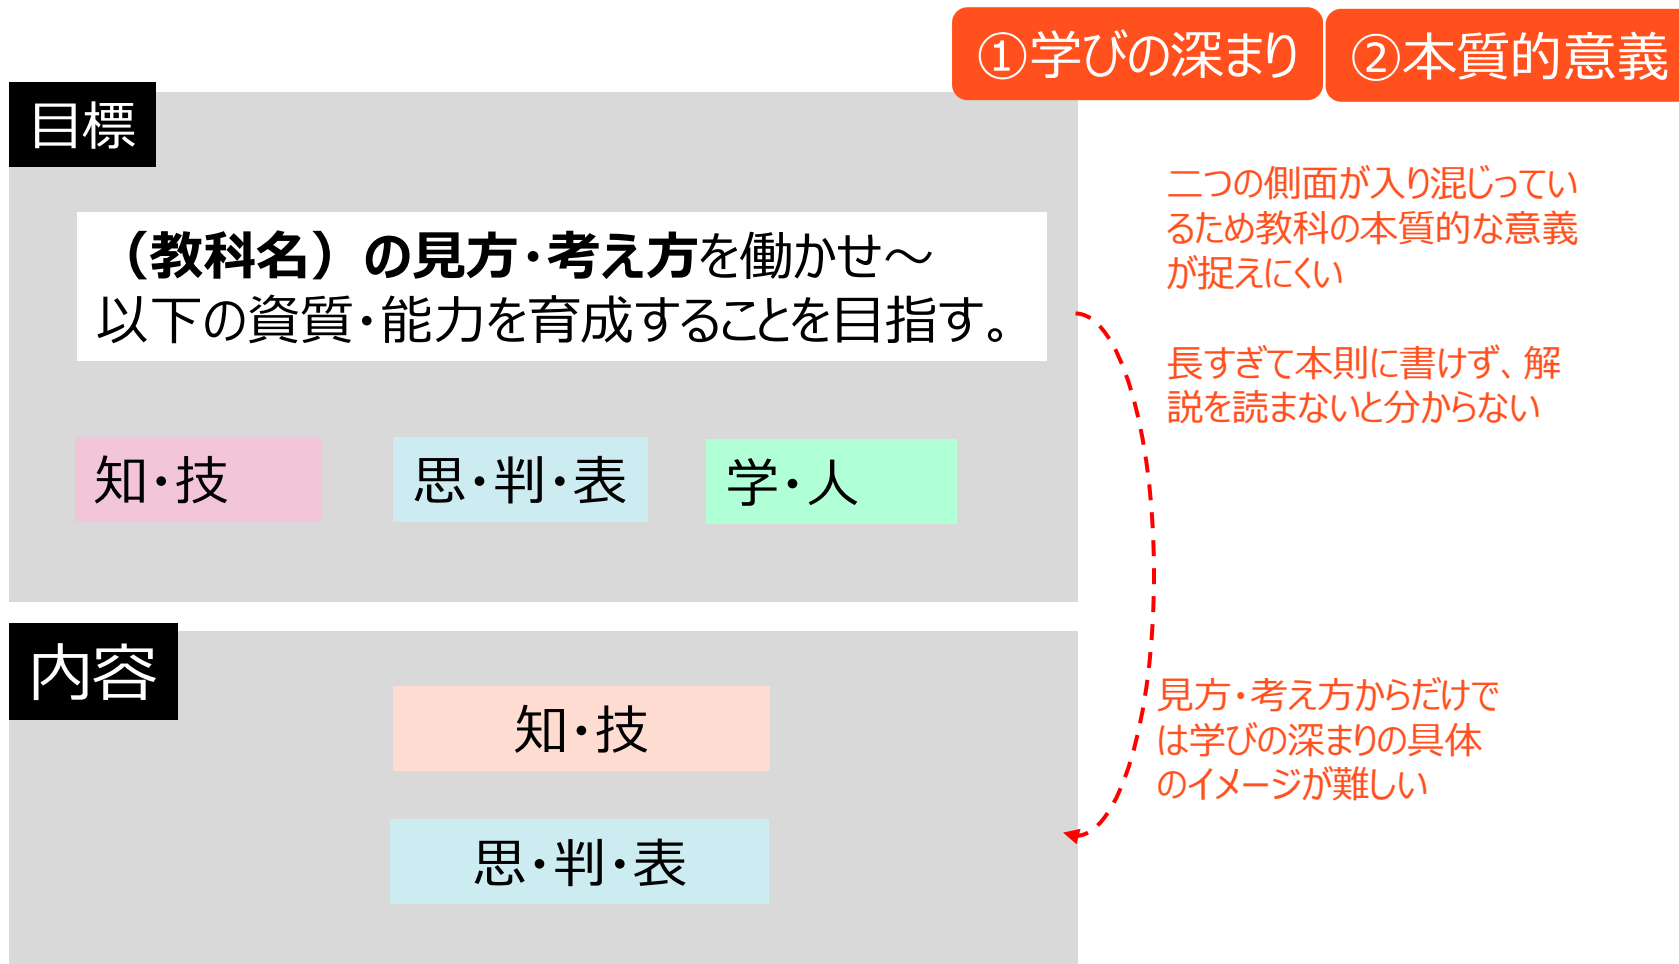 ①学びの深まり
②本質的意義
目標
（教科名）の見方・考え方を働かせ～
以下の資質・能力を育成することを目指す。
知・技
思・判・表
学・人
二つの側面が入り混じってい
るため教科の本質的な意義
が捉えにくい
長すぎて本則に書けず、解
説を読まないと分からない
内容
知・技
思・判・表
見方・考え方からだけで
は学びの深まりの具体
のイメージが難しい